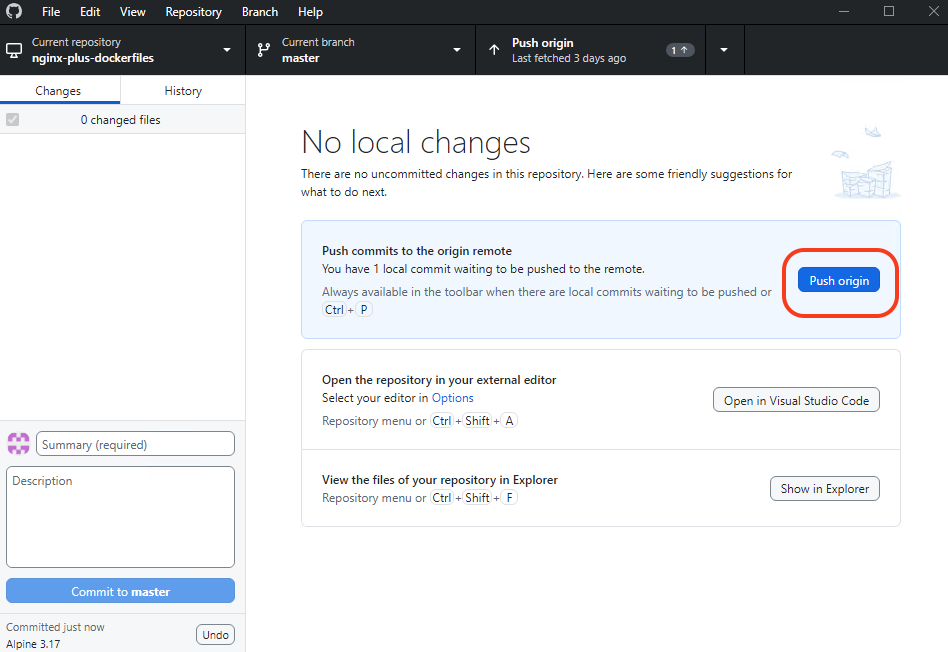 File Edit View Repository Branch Help
Current repository
nginx-plus-dockerfiles
Current branch
master
Push origin
Last fetched 3 days ago
1
Changes History
0 changed files
No local changes
There are no uncommitted changes in this repository. Here are some friendly suggestions for
what to do next.
Push commits to the origin remote
You have 1 local commit waiting to be pushed to the remote.
Always available in the toolbar when there are local commits waiting to be pushed or
Ctrl + P
Push origin
Open the repository in your external editor
Select your editor in Options
Repository menu or Ctrl + Shift + A
Open in Visual Studio Code
View the files of your repository in Explorer
Repository menu or Ctrl + Shift + F
Show in Explorer
Summary (required)
Description
Commit to master
Committed just now
Alpine 3.17
Undo